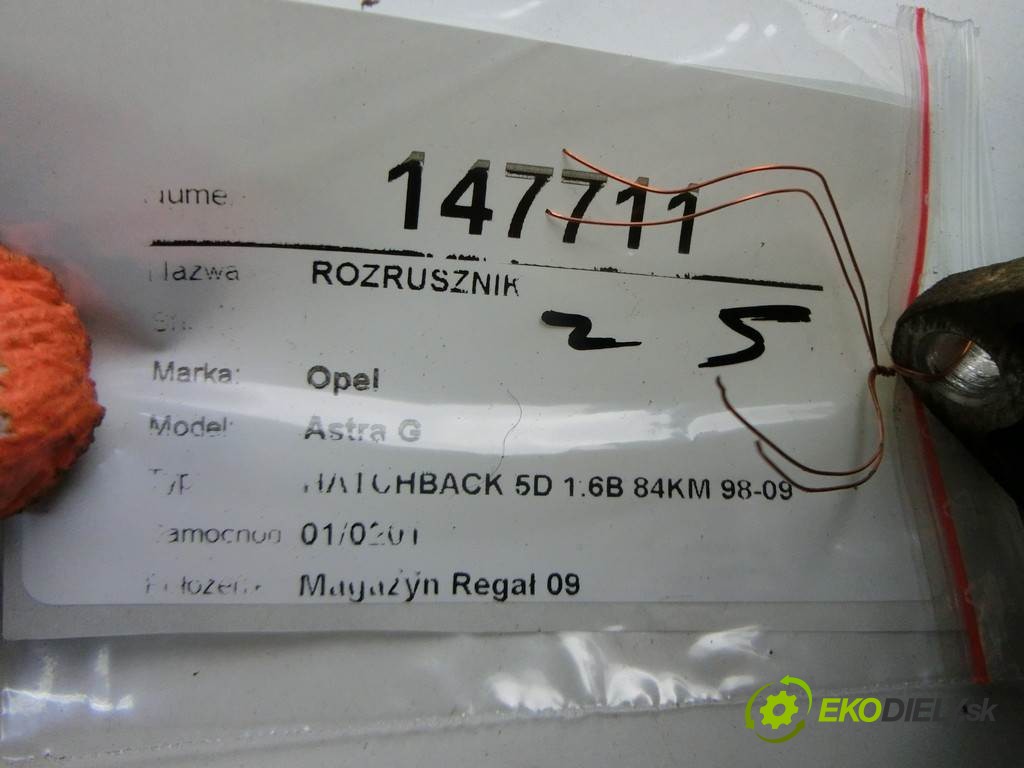 147711
ROZRUSZNIK
2 5
Marka: Opel
Model: Astra G
HATCHBACK 5D 1.6B 84KM 98-09
01/0201
Magazyn Regał 09
EKODIEL.sk